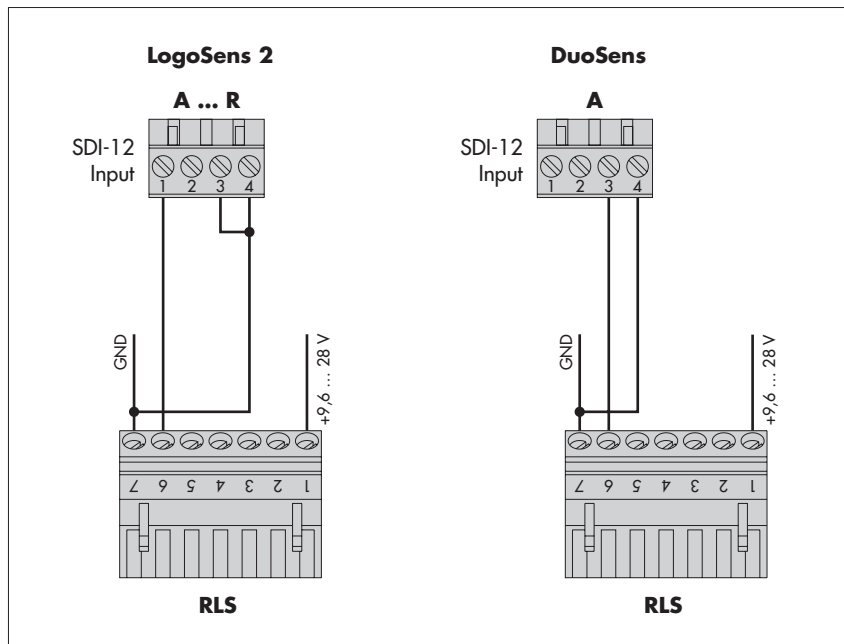 LogoSens 2
A ... R
SDI-12
Input
1 2 3 4
GND
+9,6 ... 28 V
7 6 5 4 3 2 1
RLS
DuoSens
A
SDI-12
Input
1 2 3 4
GND
+9,6 ... 28 V
7 6 5 4 3 2 1
RLS